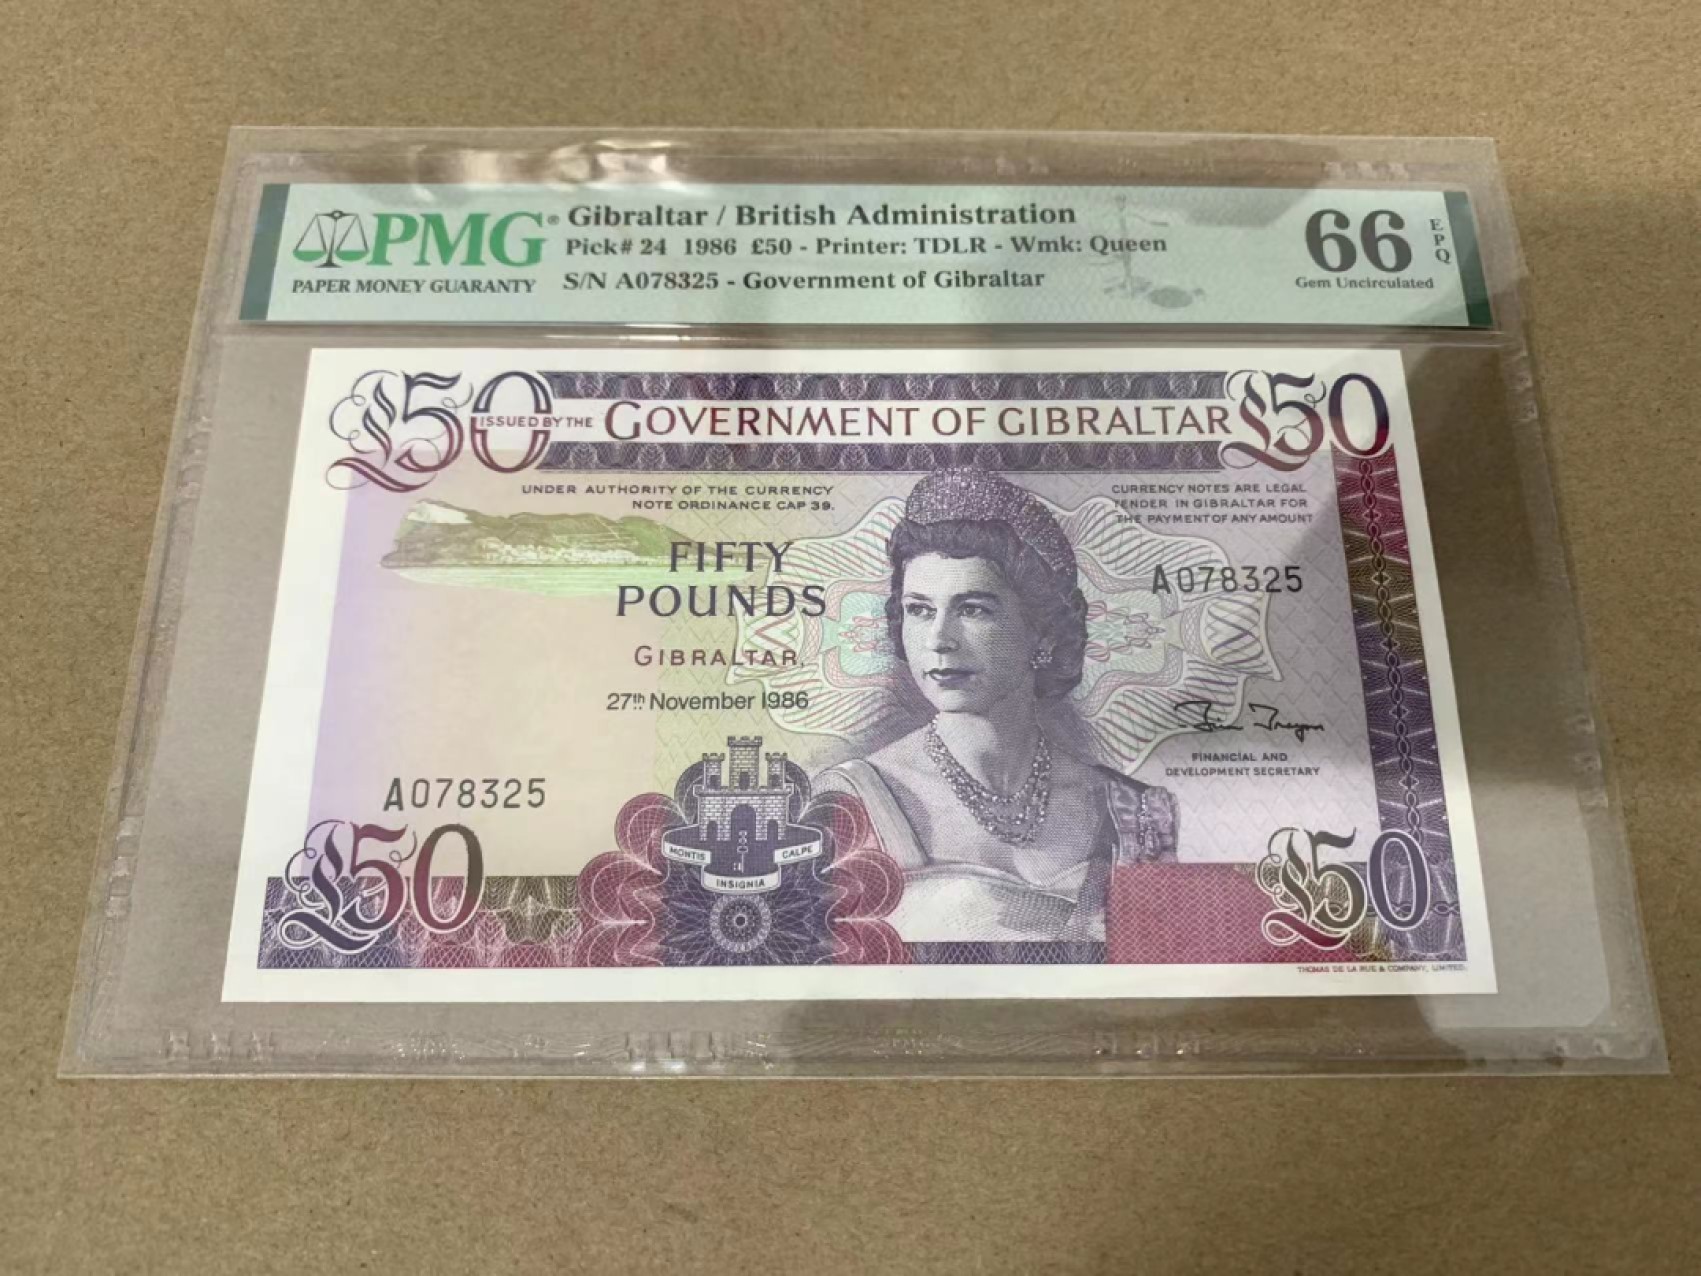 PMG® Gibraltar / British Administration
PAPER MONEY GUARANTY
Pick# 24 1986 £50 - Printer: TDLR - Wmk: Queen
S/N A078325 - Government of Gibraltar
66 EPQ
Gem Uncirculated
£50 ISSUED BY THE GOVERNMENT OF GIBRALTAR £50
UNDER AUTHORITY OF THE CURRENCY
NOTE ORDINANCE CAP 39.
CURRENCY NOTES ARE LEGAL
TENDER IN GIBRALTAR FOR
THE PAYMENT OF ANY AMOUNT
FIFTY
POUNDS
A078325
GIBRALTAR,
27th November 1986
FINANCIAL AND
DEVELOPMENT SECRETARY
A078325
MONTIS CALPE
INSIGNIA
£50 £50
THOMAS DE LA RUE & COMPANY, LIMITED.